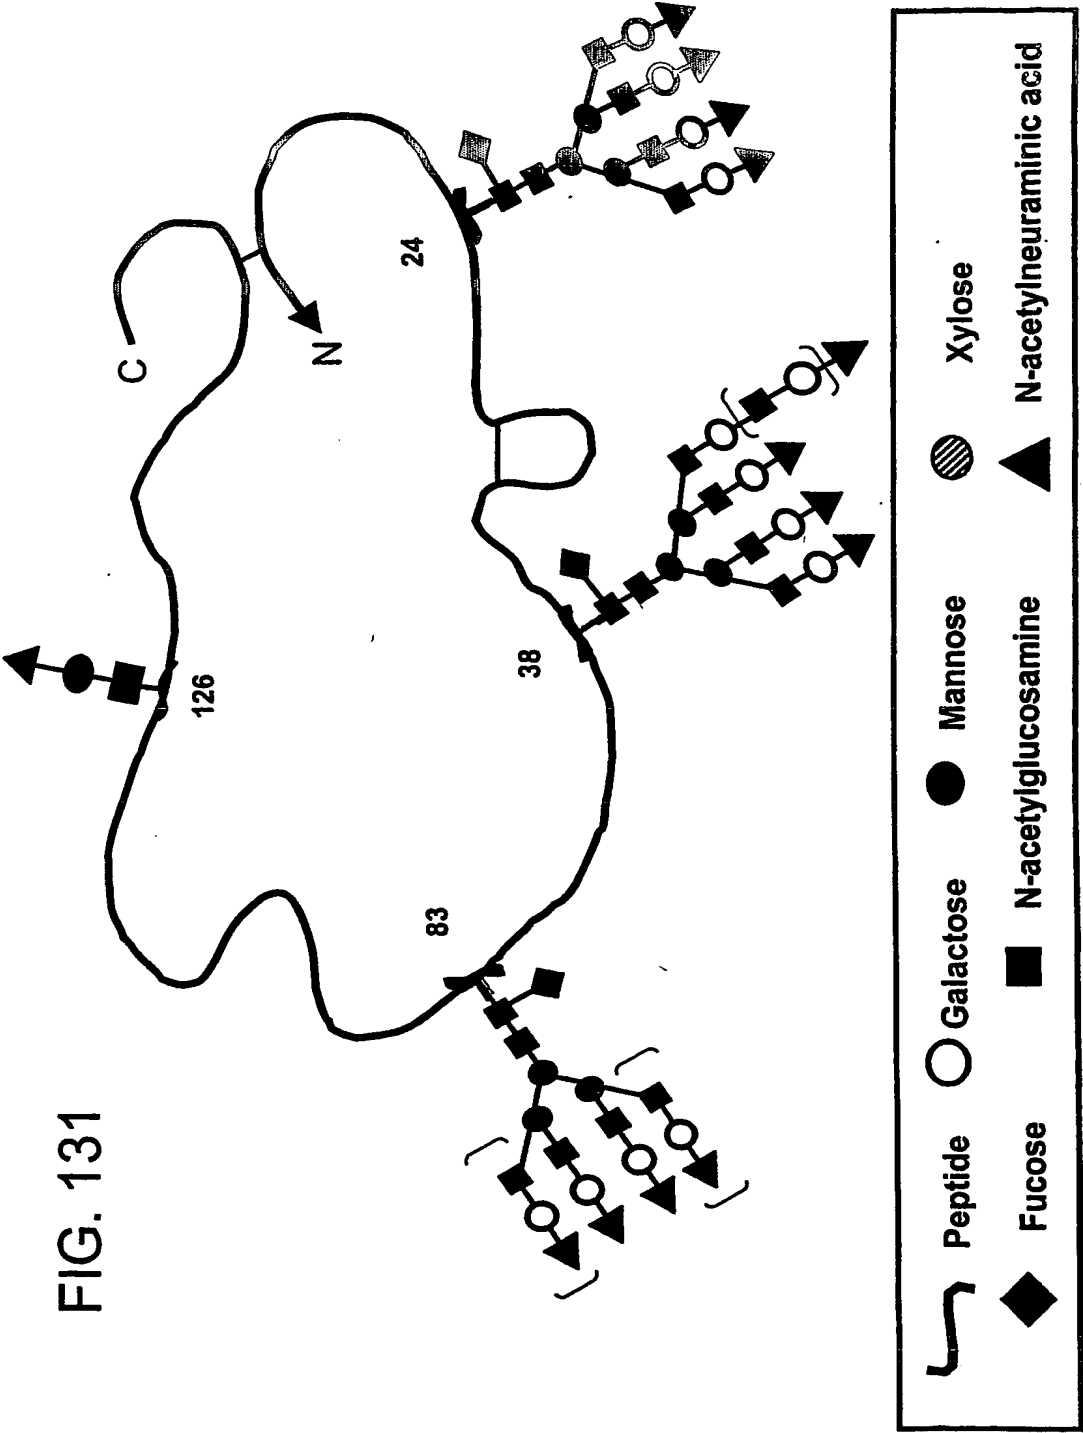 FIG. 131
C
N
126
24
38
83
Peptide
Galactose
Mannose
Xylose
Fucose
N-acetylglucosamine
N-acetylneuraminic acid